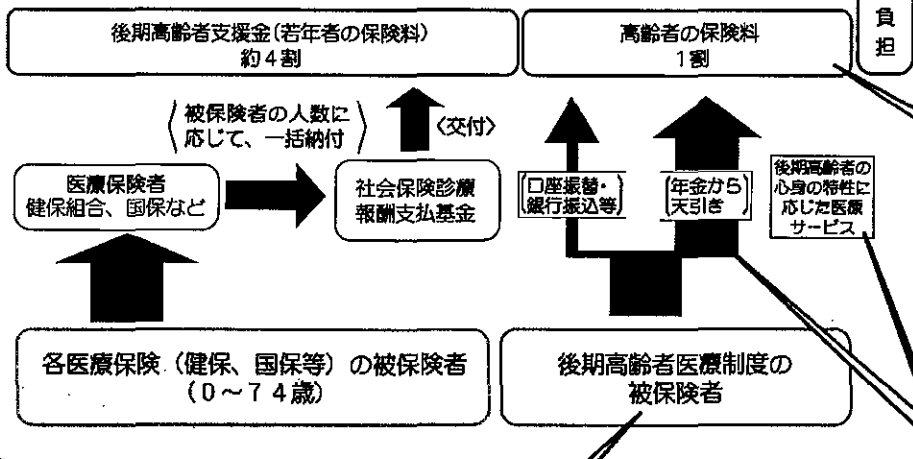 後期高齢者支援金(若年者の保険料)
約4割
高齢者の保険料
1割
負
担
被保険者の人数に
応じて、一括納付
〈交付〉
医療保険者
健保組合、国保など
社会保険診療
報酬支払基金
口座振替・
銀行振込等
年金から
天引き
後期高齢者の
心身の特性に
応じた医療
サービス
各医療保険(健保、国保等)の被保険者
(0~74歳)
後期高齢者医療制度の
被保険者